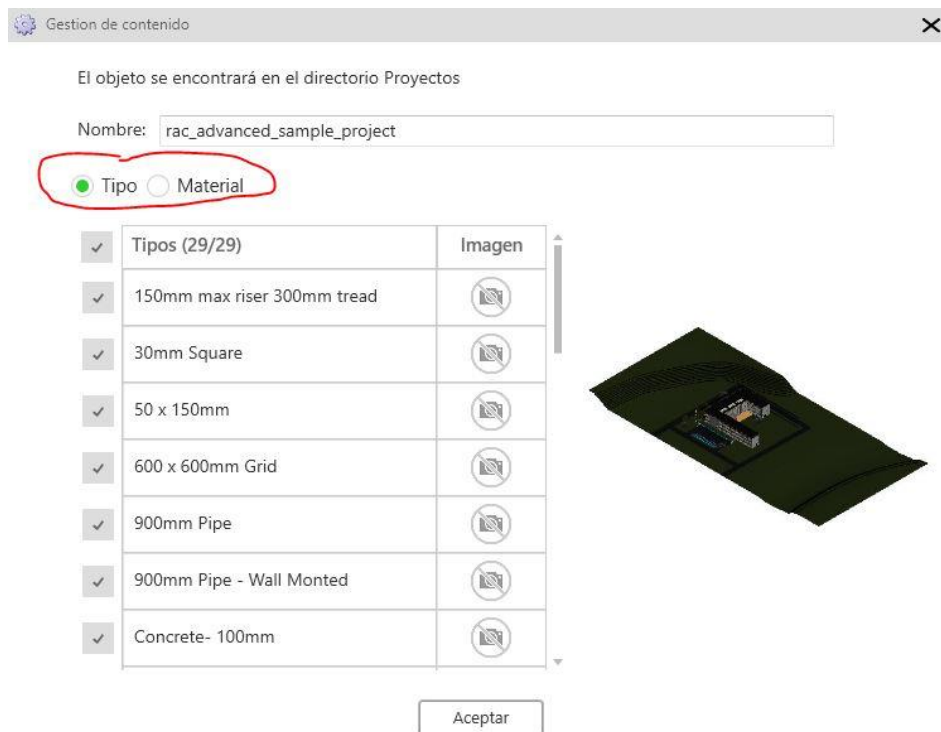 Gestion de contenido
El objeto se encontrará en el directorio Proyectos
Nombre: rac_advanced_sample_project
Tipo Material
Tipos (29/29) Imagen
150mm max riser 300mm tread
30mm Square
50 x 150mm
600 x 600mm Grid
900mm Pipe
900mm Pipe - Wall Monted
Concrete- 100mm
Aceptar